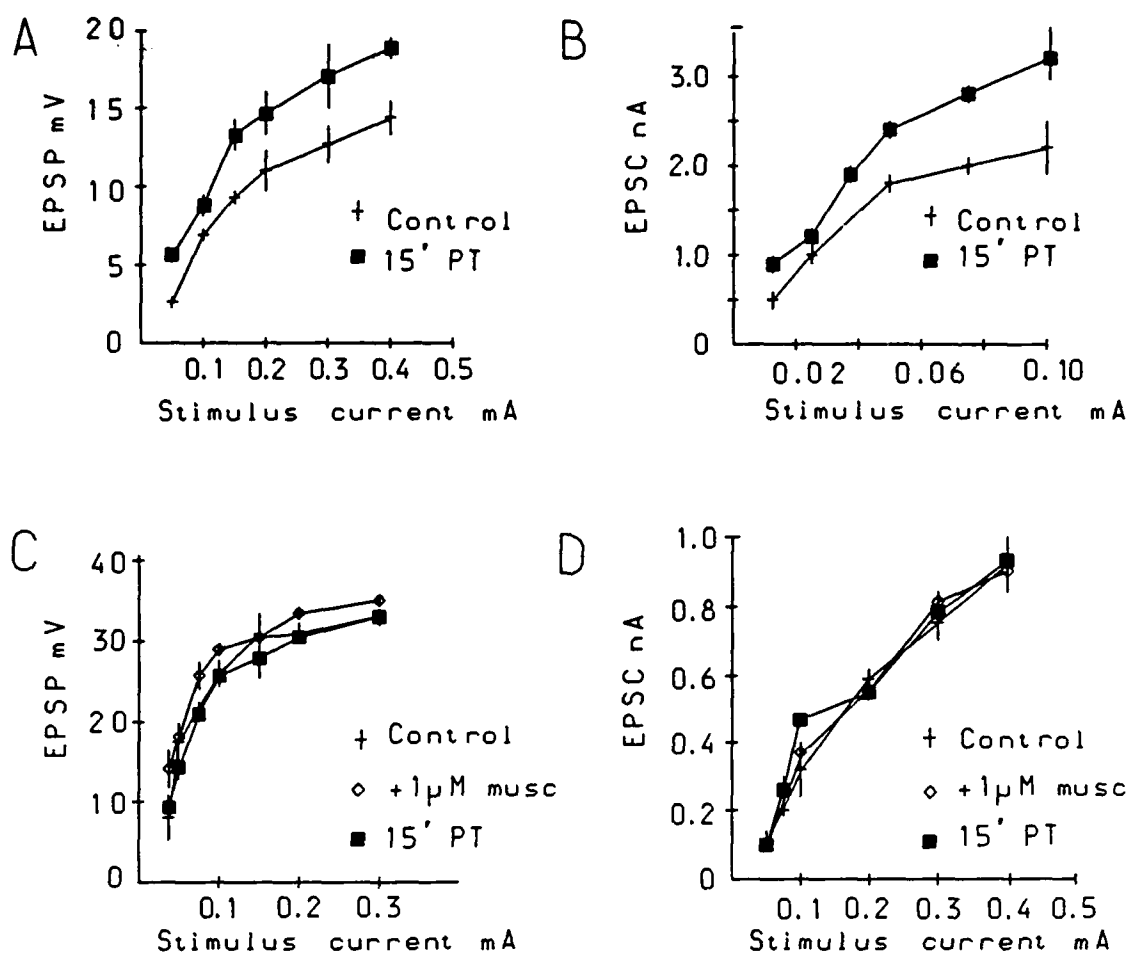 A
EPSP mV
20
15
10
5
0
Control
15' PT
0.1 0.2 0.3 0.4 0.5
Stimulus current mA
B
EPSC nA
3.0
2.0
1.0
0
Control
15' PT
0.02 0.06 0.10
Stimulus current mA
C
EPSP mV
40
30
20
10
0
Control
+1µM musc
15' PT
0.1 0.2 0.3
Stimulus current mA
D
EPSC nA
1.0
0.8
0.6
0.4
0.2
0
Control
+1µM musc
15' PT
0.1 0.2 0.3 0.4 0.5
Stimulus current mA